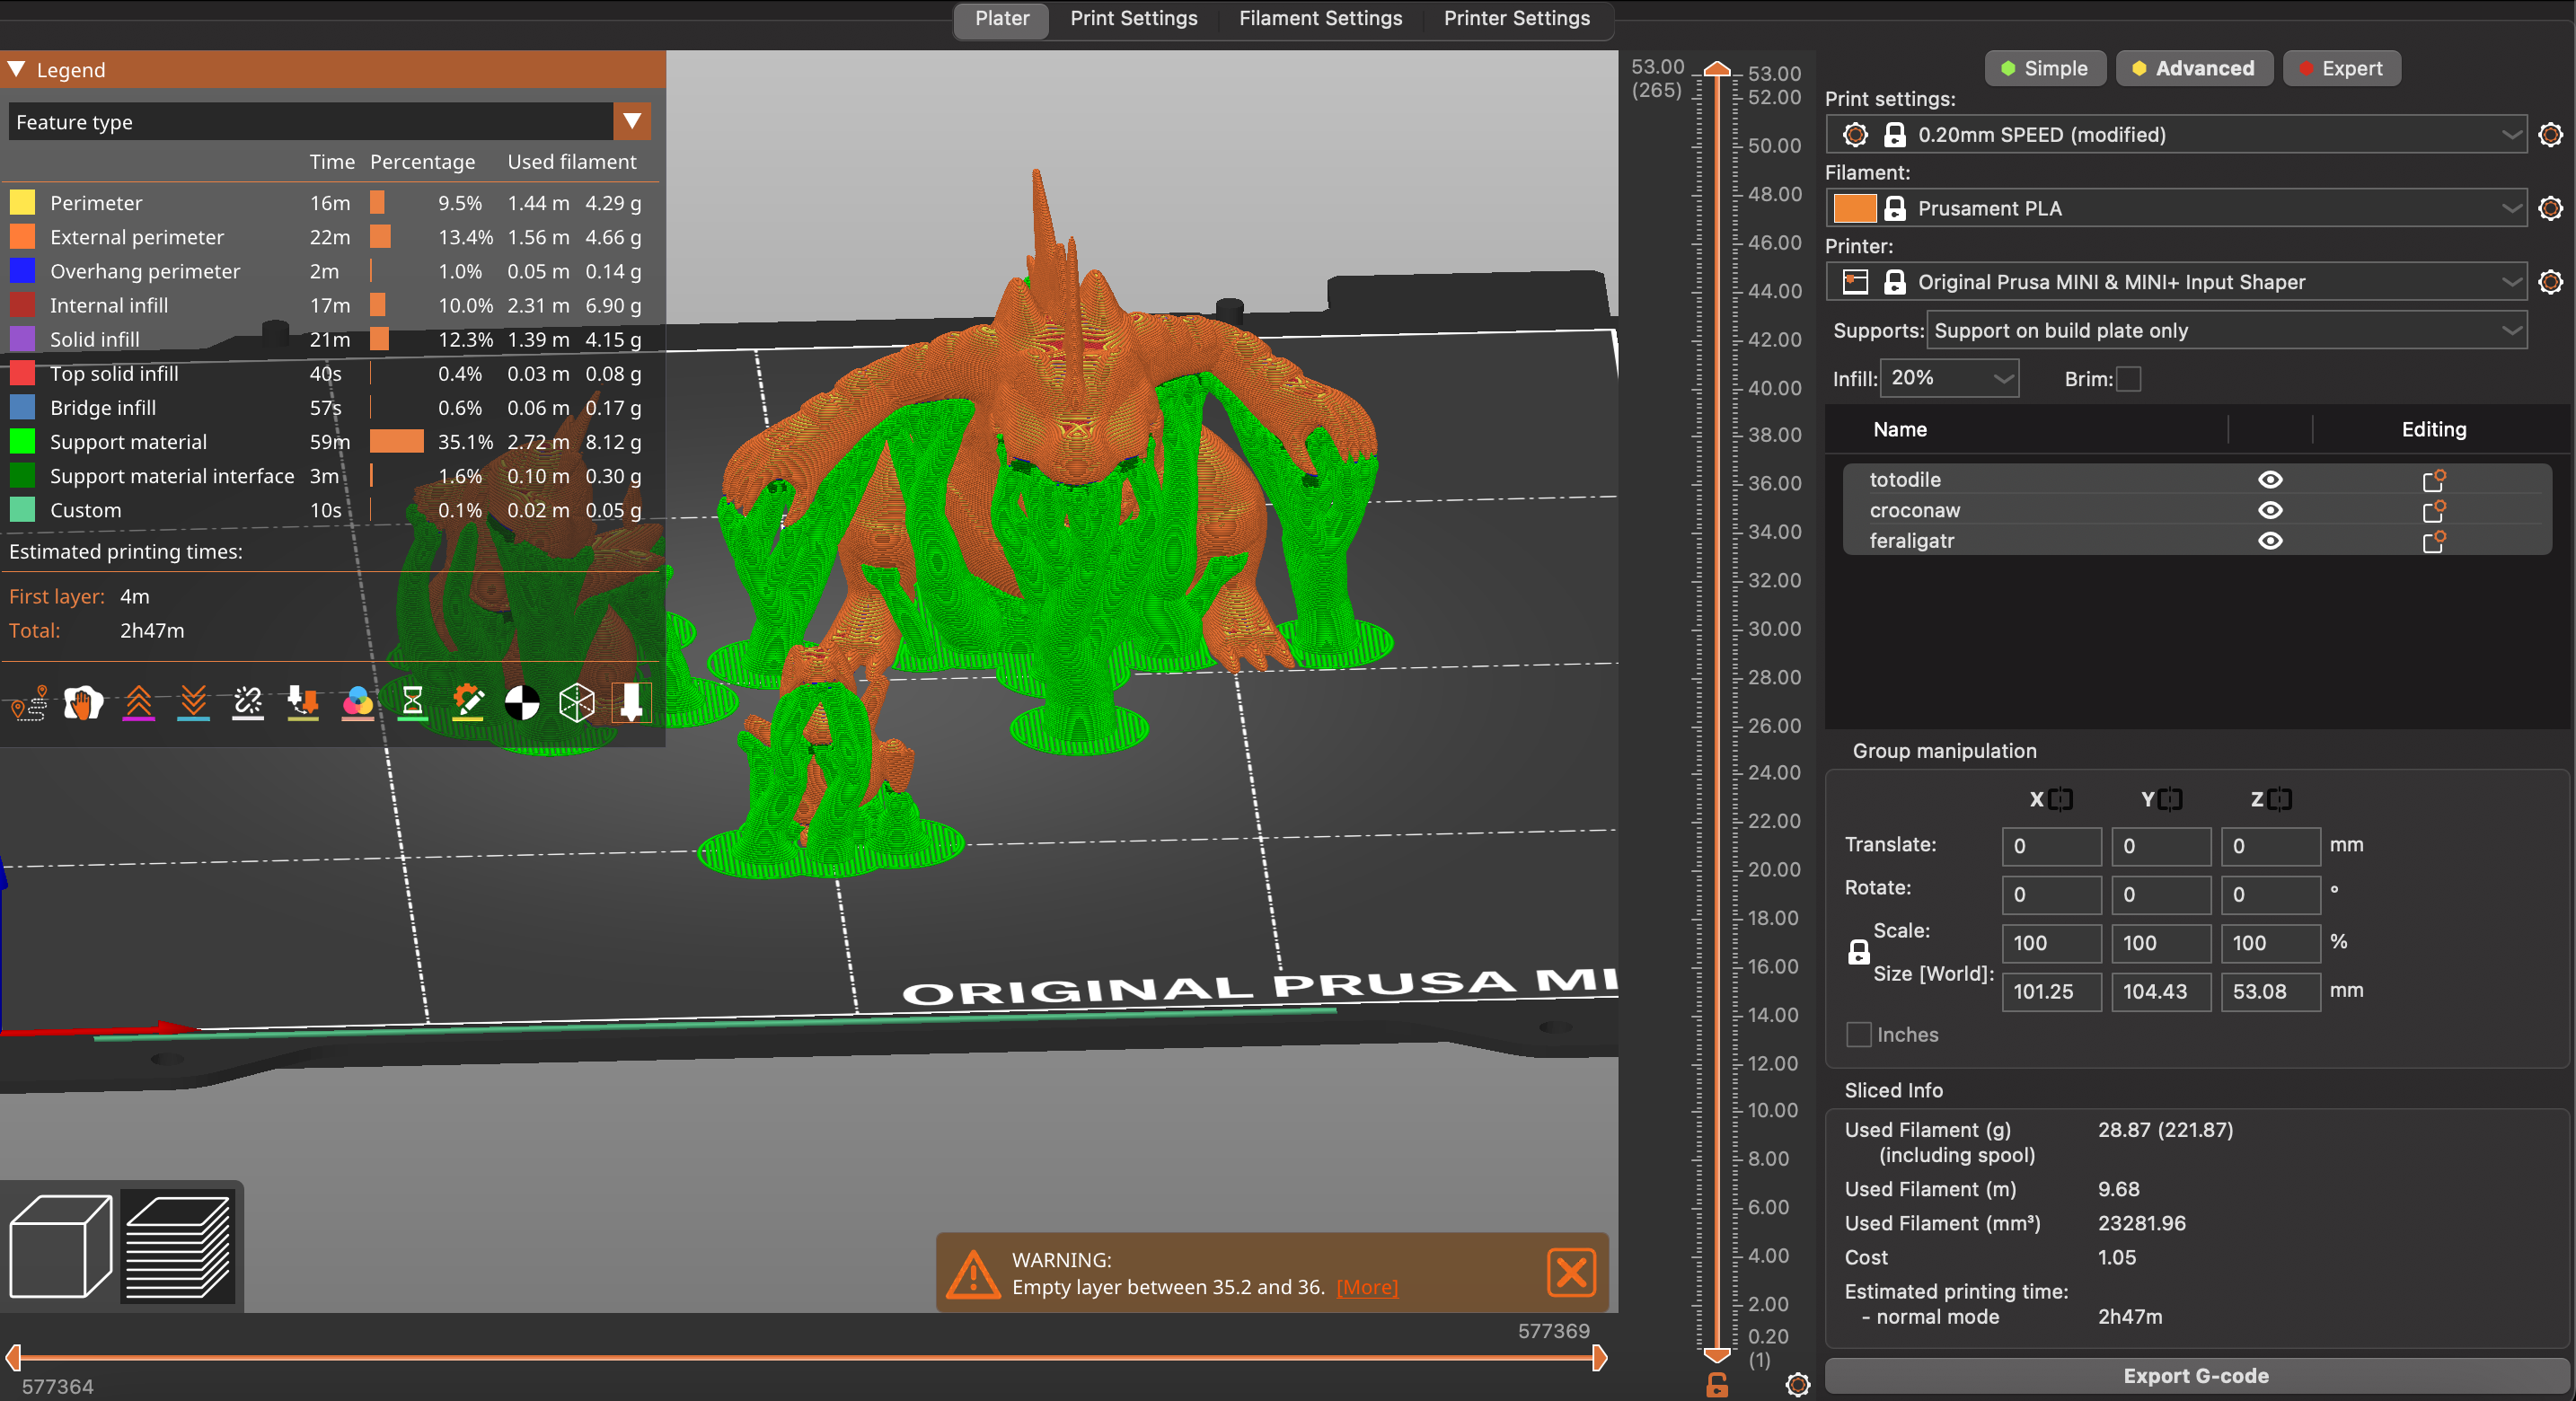 Plater Print Settings Filament Settings Printer Settings
Legend
Feature type
Time Percentage Used filament
Perimeter 16m 9.5% 1.44 m 4.29 g
External perimeter 22m 13.4% 1.56 m 4.66 g
Overhang perimeter 2m 1.0% 0.05 m 0.14 g
Internal infill 17m 10.0% 2.31 m 6.90 g
Solid infill 21m 12.3% 1.39 m 4.15 g
Top solid infill 40s 0.4% 0.03 m 0.08 g
Bridge infill 57s 0.6% 0.06 m 0.17 g
Support material 59m 35.1% 2.72 m 8.12 g
Support material interface 3m 1.6% 0.10 m 0.30 g
Custom 10s 0.1% 0.02 m 0.05 g
Estimated printing times:
First layer: 4m
Total: 2h47m
ORIGINAL PRUSA MI
WARNING:
Empty layer between 35.2 and 36. [More]
577369
577364
53.00
(265)
53.00
52.00
50.00
48.00
46.00
44.00
42.00
40.00
38.00
36.00
34.00
32.00
30.00
28.00
26.00
24.00
22.00
20.00
18.00
16.00
14.00
12.00
10.00
8.00
6.00
4.00
2.00
0.20
(1)
Simple Advanced Expert
Print settings:
0.20mm SPEED (modified)
Filament:
Prusament PLA
Printer:
Original Prusa MINI & MINI+ Input Shaper
Supports: Support on build plate only
Infill: 20% Brim:
Name Editing
totodile
croconaw
feraligatr
Group manipulation
X Y Z
Translate: 0 0 0 mm
Rotate: 0 0 0 °
Scale: 100 100 100 %
Size [World]: 101.25 104.43 53.08 mm
Inches
Sliced Info
Used Filament (g) 28.87 (221.87)
(including spool)
Used Filament (m) 9.68
Used Filament (mm³) 23281.96
Cost 1.05
Estimated printing time:
- normal mode 2h47m
Export G-code